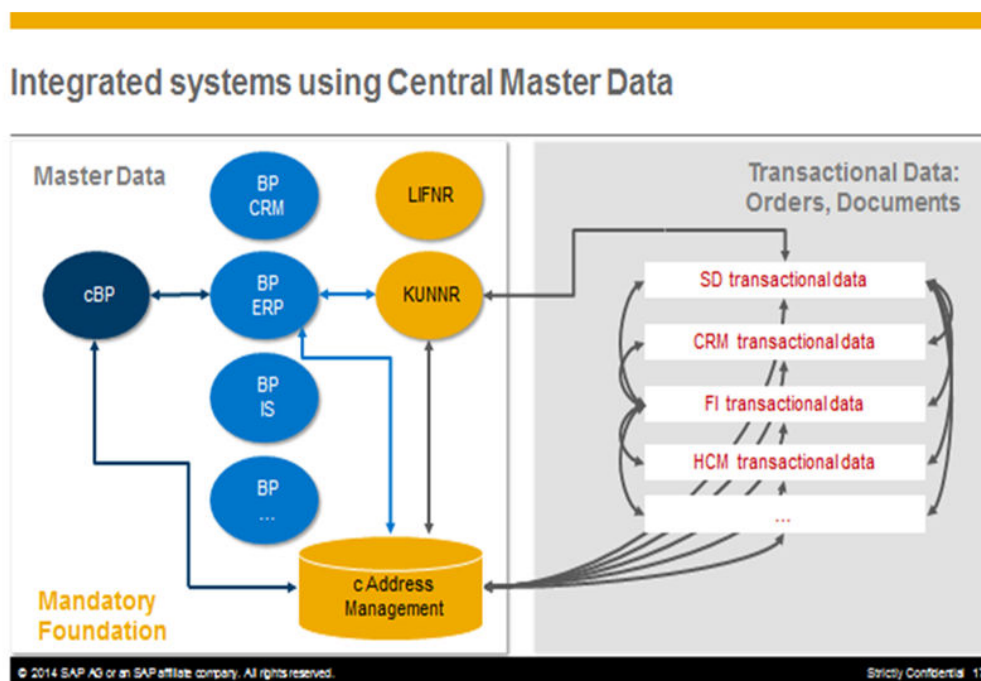 Integrated systems using Central Master Data
Master Data
BP
CRM
LIFNR
cBP
BP
ERP
KUNNR
BP
IS
BP
...
c Address
Management
Mandatory
Foundation
Transactional Data:
Orders, Documents
SD transactional data
CRM transactional data
FI transactional data
HCM transactional data
...
© 2014 SAP AG or an SAP affiliate company. All rights reserved.
Strictly Confidential